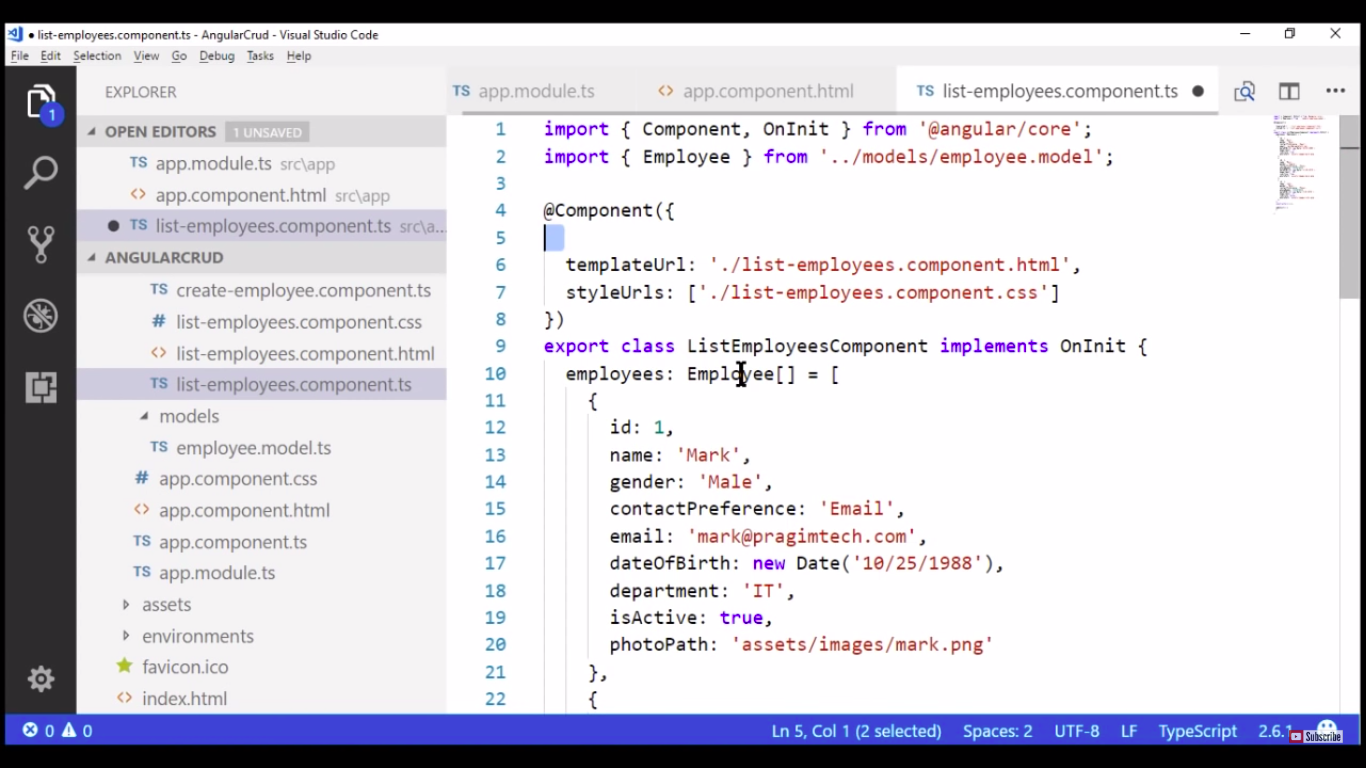 list-employees.component.ts - AngularCrud - Visual Studio Code
File Edit Selection View Go Debug Tasks Help
EXPLORER
TS app.module.ts <> app.component.html TS list-employees.component.ts
1
OPEN EDITORS 1 UNSAVED
TS app.module.ts src\app
<> app.component.html src\app
TS list-employees.component.ts src\a...
ANGULARCRUD
TS create-employee.component.ts
# list-employees.component.css
<> list-employees.component.html
TS list-employees.component.ts
models
TS employee.model.ts
# app.component.css
<> app.component.html
TS app.component.ts
TS app.module.ts
assets
environments
favicon.ico
<> index.html
1 import { Component, OnInit } from '@angular/core';
2 import { Employee } from '../models/employee.model';
3
4 @Component({
5
6 templateUrl: './list-employees.component.html',
7 styleUrls: ['./list-employees.component.css']
8 })
9 export class ListEmployeesComponent implements OnInit {
10 employees: Employee[] = [
11 {
12 id: 1,
13 name: 'Mark',
14 gender: 'Male',
15 contactPreference: 'Email',
16 email: 'mark@pragimtech.com',
17 dateOfBirth: new Date('10/25/1988'),
18 department: 'IT',
19 isActive: true,
20 photoPath: 'assets/images/mark.png'
21 },
22 {
0 0 Ln 5, Col 1 (2 selected) Spaces: 2 UTF-8 LF TypeScript 2.6.
Subscribe